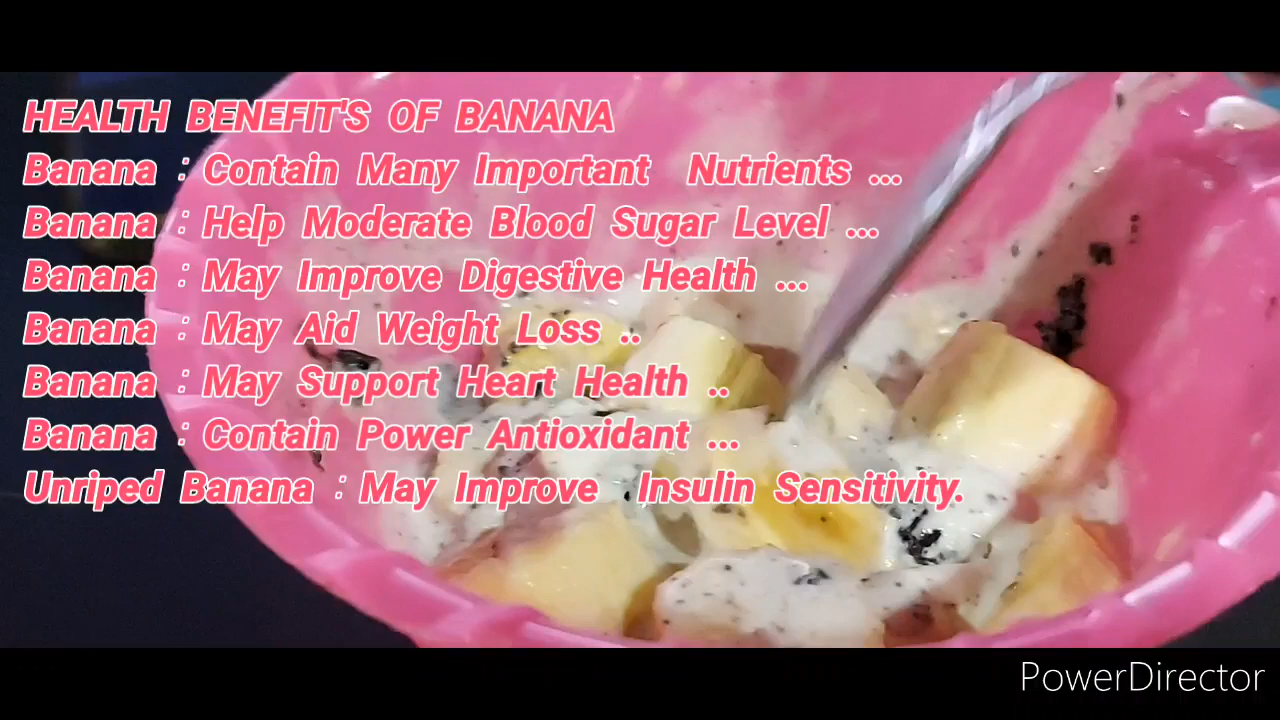 HEALTH BENEFIT'S OF BANANA
Banana : Contain Many Important Nutrients ...
Banana : Help Moderate Blood Sugar Level ...
Banana : May Improve Digestive Health ...
Banana : May Aid Weight Loss ..
Banana : May Support Heart Health ..
Banana : Contain Power Antioxidant ...
Unriped Banana : May Improve Insulin Sensitivity.
PowerDirector